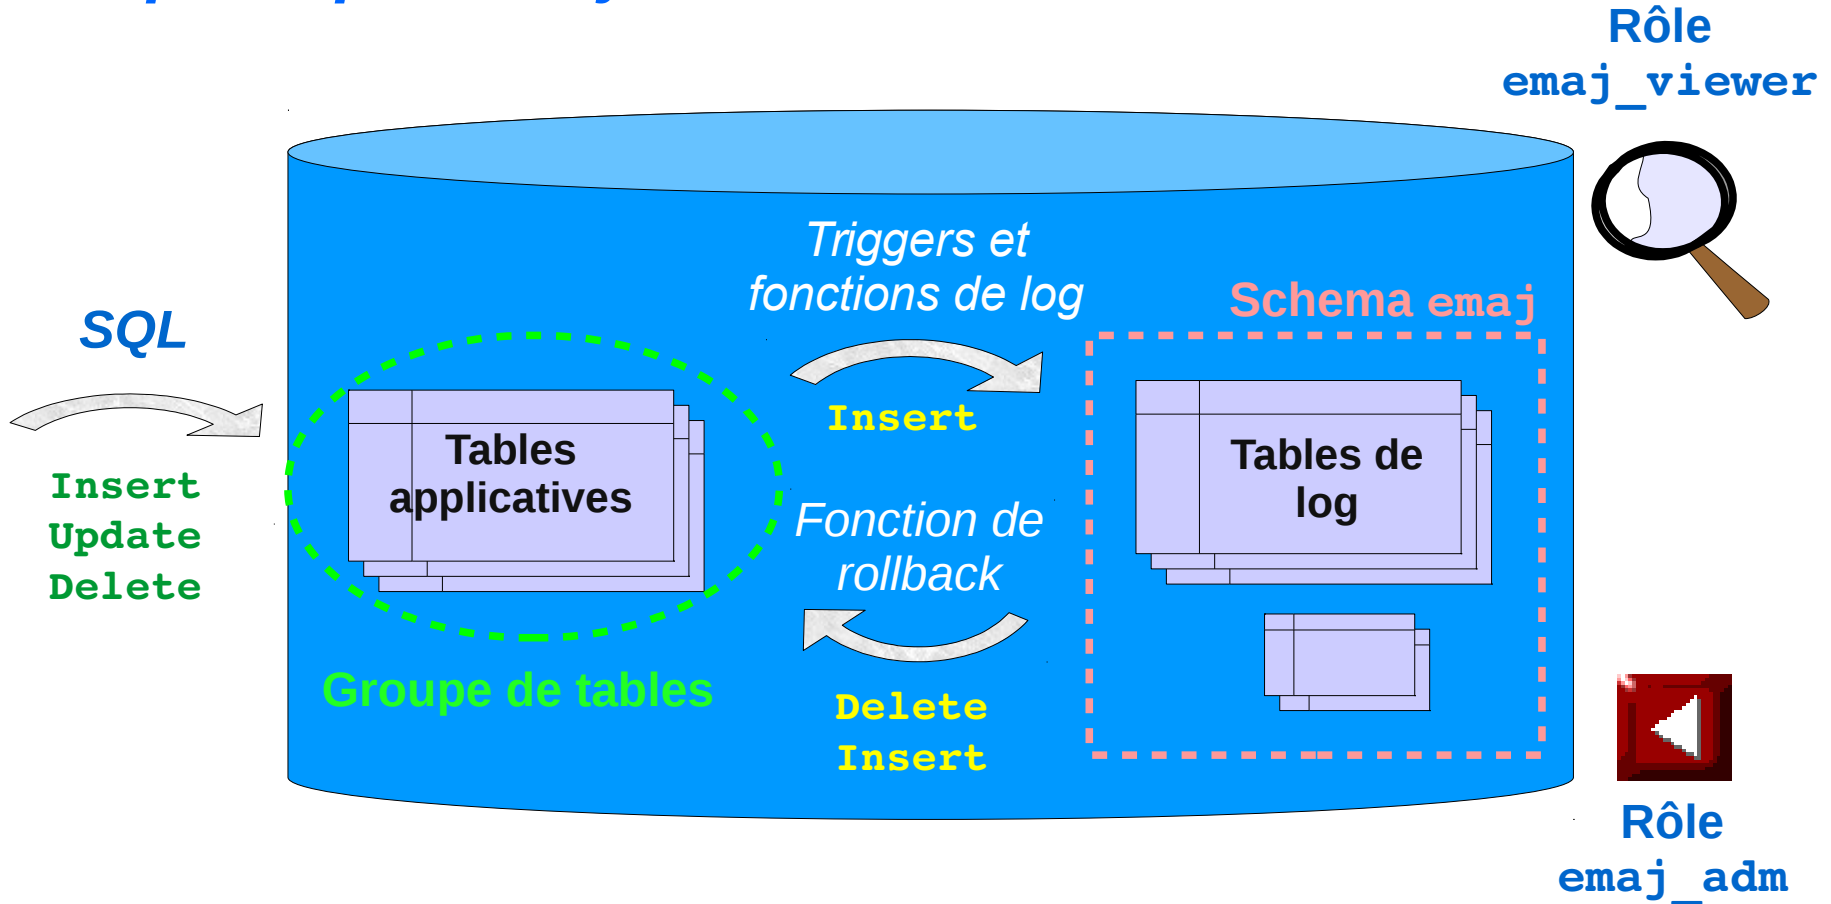 Rôle
emaj_viewer
Triggers et
fonctions de log
Schema emaj
SQL
Insert
Update
Delete
Tables
applicatives
Groupe de tables
Insert
Fonction de
rollback
Delete
Insert
Tables de
log
Rôle
emaj_adm